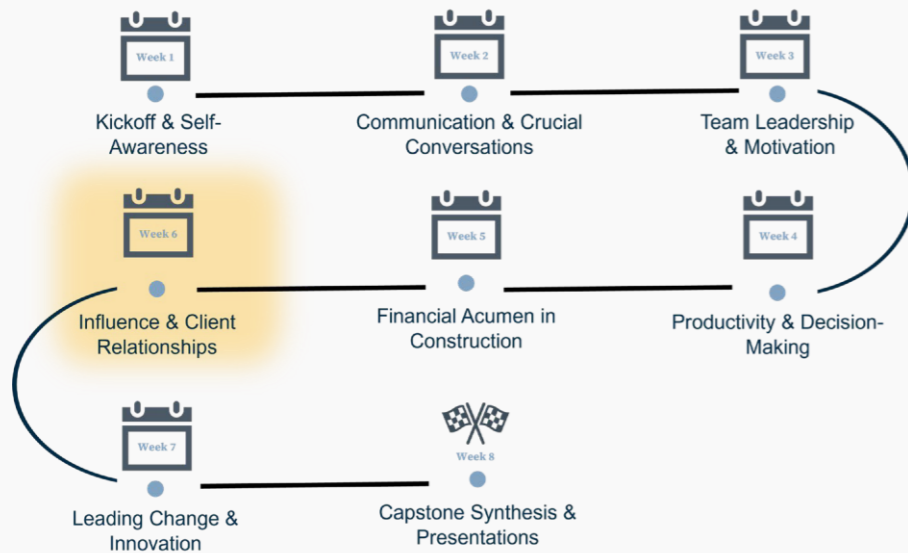 Week 1
Kickoff & Self-
Awareness
Week 2
Communication & Crucial
Conversations
Week 3
Team Leadership
& Motivation
Week 4
Productivity & Decision-
Making
Week 5
Financial Acumen in
Construction
Week 6
Influence & Client
Relationships
Week 7
Leading Change &
Innovation
Week 8
Capstone Synthesis &
Presentations